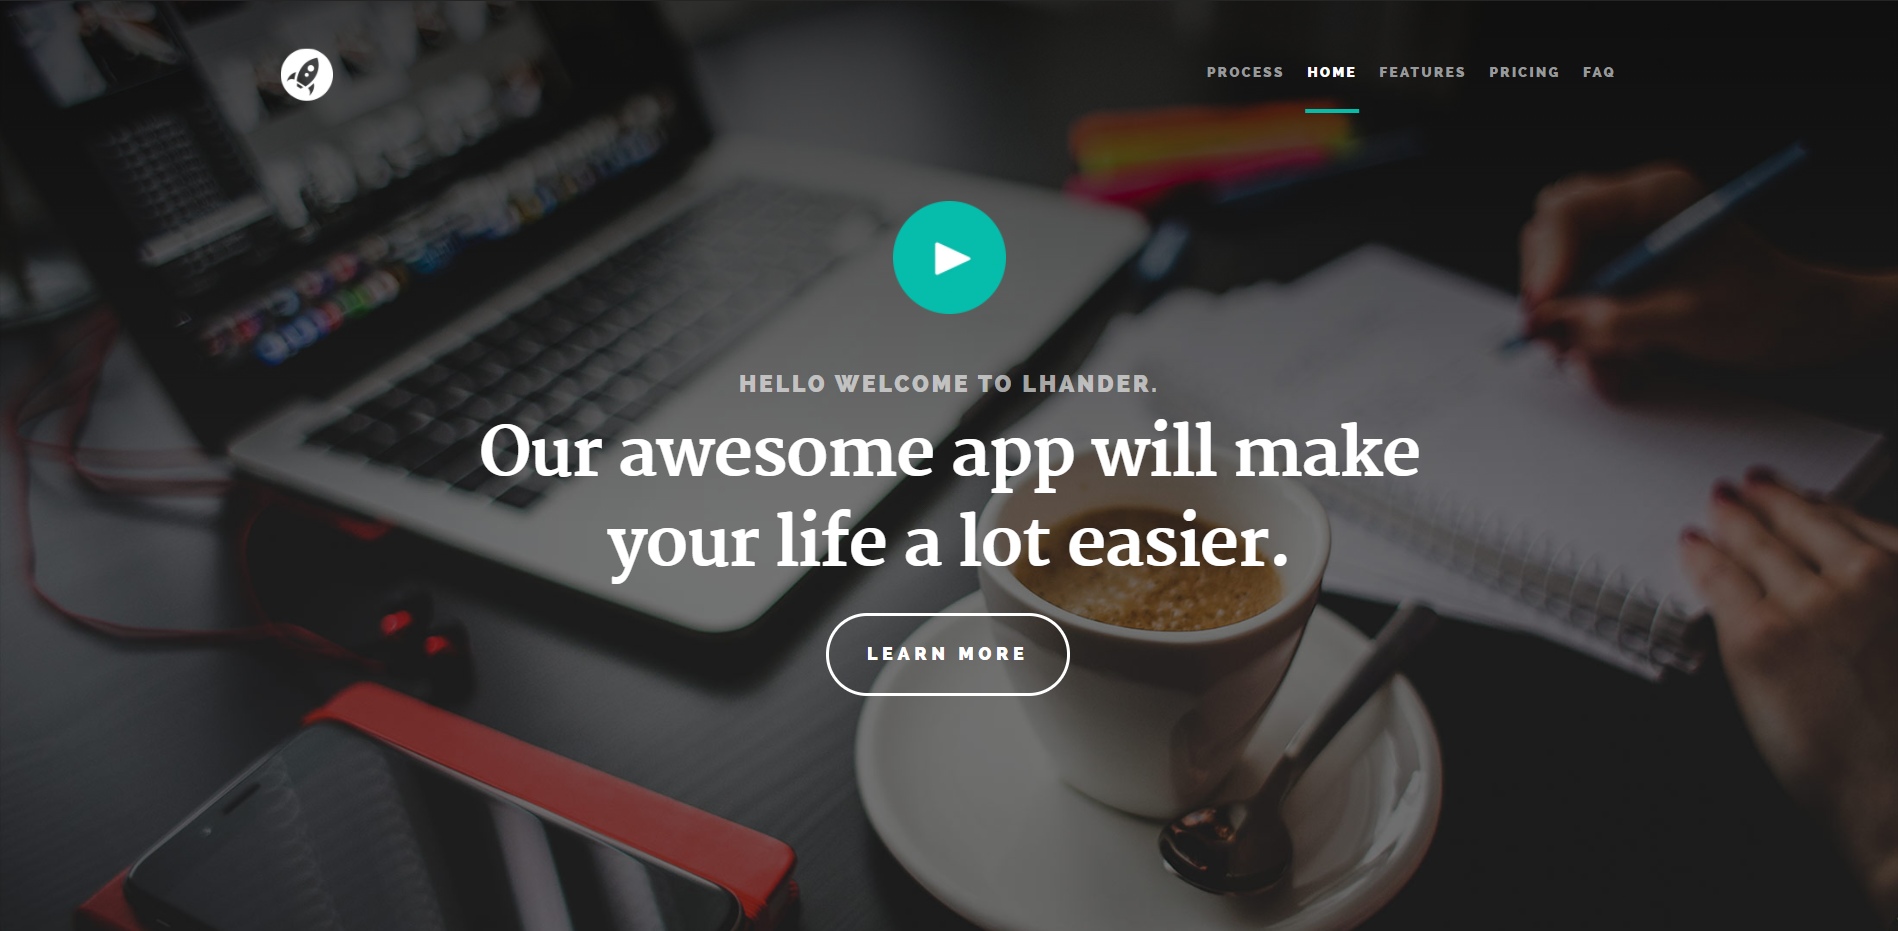 PROCESS HOME FEATURES PRICING FAQ
HELLO WELCOME TO LHANDER.
Our awesome app will make
your life a lot easier.
LEARN MORE